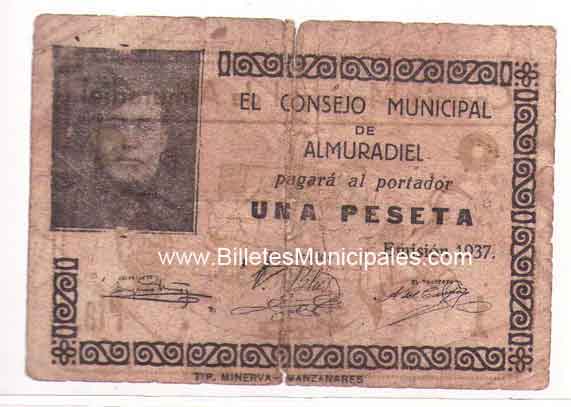 EL CONSEJO MUNICIPAL
DE
ALMURADIEL
pagará al portador
UNA PESETA
Emisión 1937.
www.BilletesMunicipales.com
TIP. MINERVA-MANZANARES